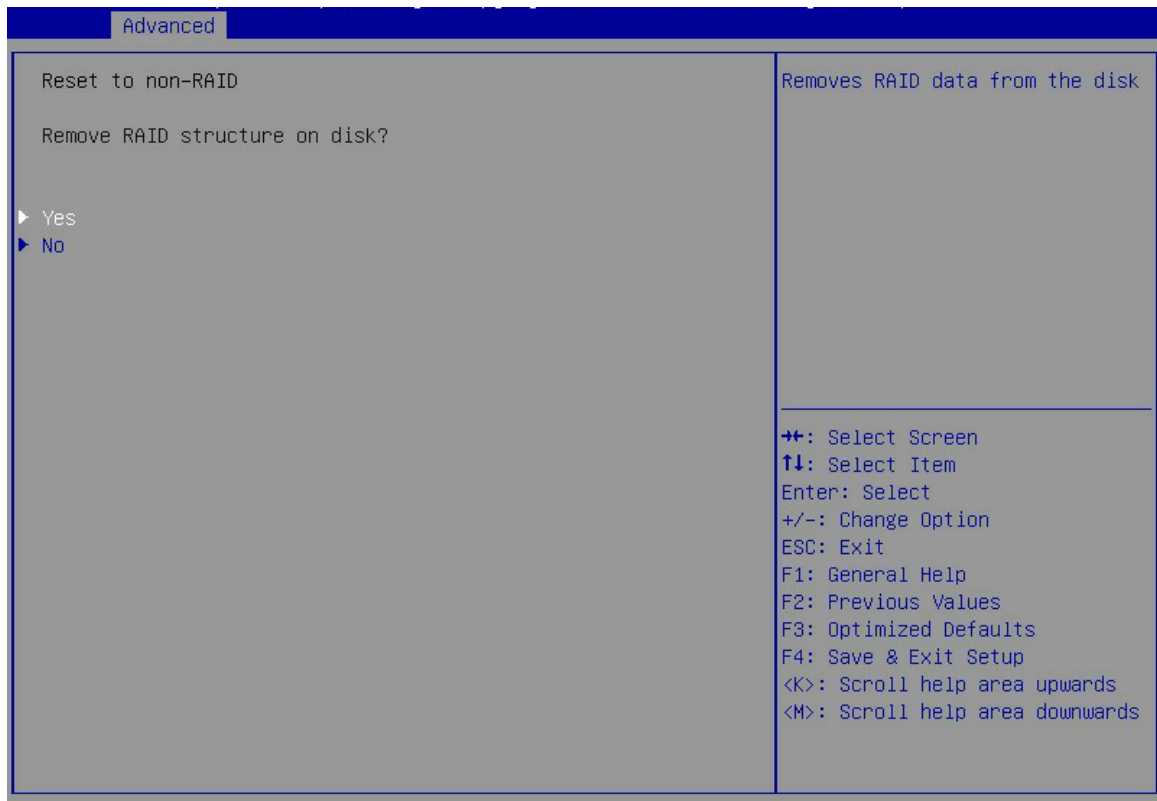 Advanced
Reset to non-RAID
Remove RAID structure on disk?
Yes
No
Removes RAID data from the disk
→←: Select Screen
↑↓: Select Item
Enter: Select
+/-: Change Option
ESC: Exit
F1: General Help
F2: Previous Values
F3: Optimized Defaults
F4: Save & Exit Setup
<K>: Scroll help area upwards
<M>: Scroll help area downwards